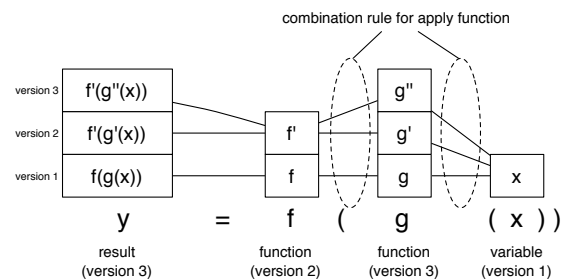 combination rule for apply function
version 3 f'(g''(x)) g''
version 2 f'(g'(x)) f' g'
version 1 f(g(x)) f g x
y = f ( g ( x ) )
result function function variable
(version 3) (version 2) (version 3) (version 1)